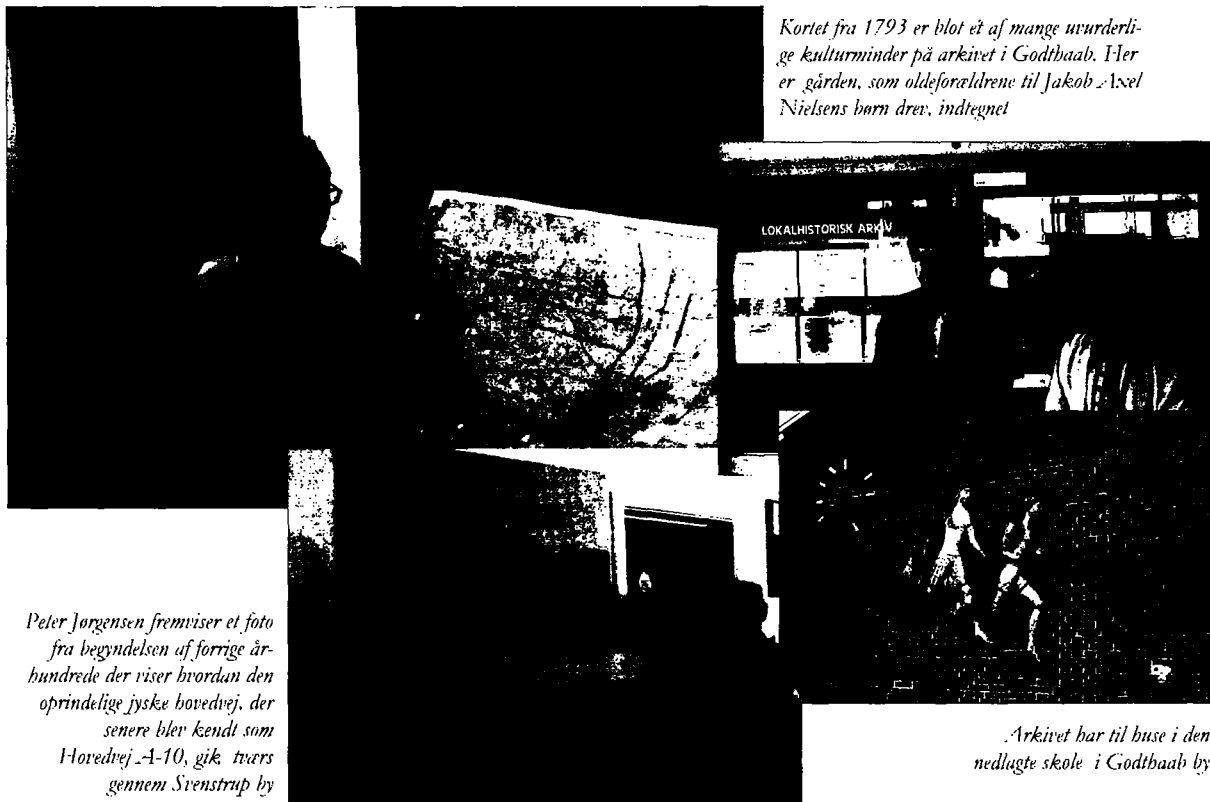 Kortet fra 1793 er blot ét af mange uvurderli-
ge kulturminder på arkivet i Godthaab. Her
er gården, som oldeforældrene til Jakob Axel
Nielsens børn drev, indtegnet
LOKALHISTORISK ARKIV
Peter Jørgensen fremviser et foto
fra begyndelsen af forrige år-
hundrede der viser hvordan den
oprindelige jyske hovedvej, der
senere blev kendt som
Hovedvej A-10, gik tværs
gennem Svenstrup by
Arkivet har til huse i den
nedlagte skole i Godthaab by